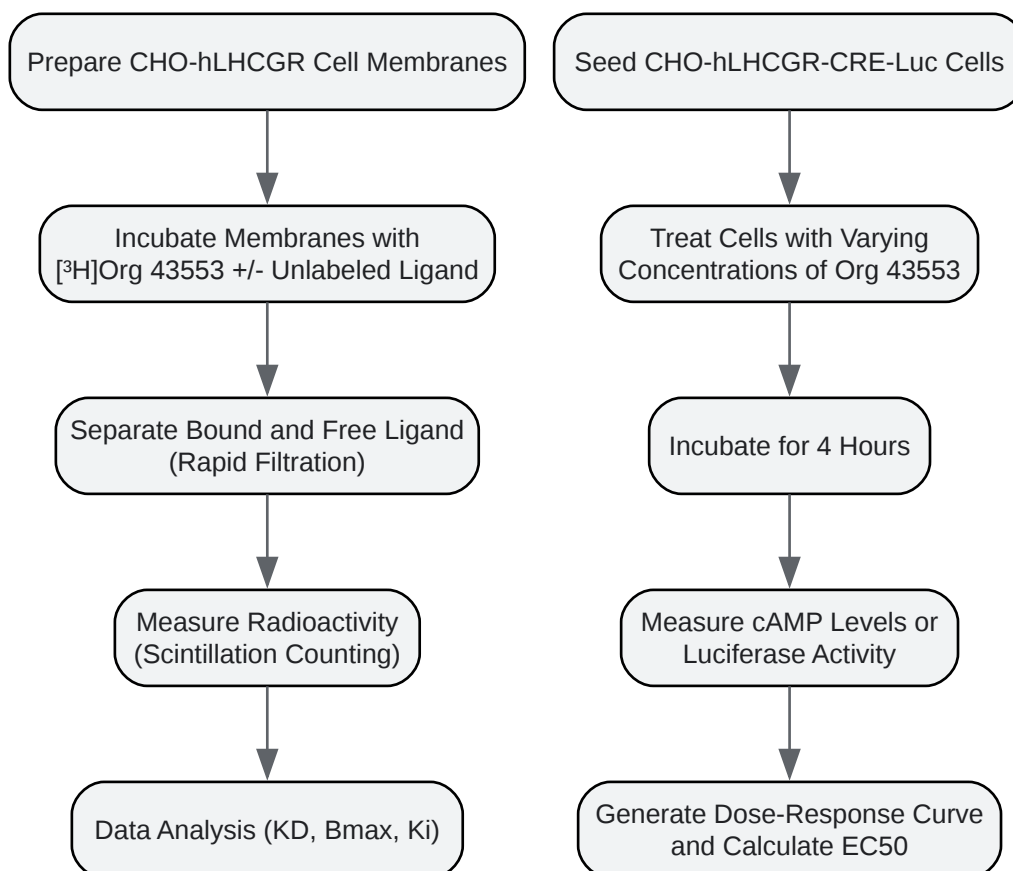 Prepare CHO-hLHCGR Cell Membranes
Incubate Membranes with
[³H]Org 43553 +/- Unlabeled Ligand
Separate Bound and Free Ligand
(Rapid Filtration)
Measure Radioactivity
(Scintillation Counting)
Data Analysis (KD, Bmax, Ki)
Seed CHO-hLHCGR-CRE-Luc Cells
Treat Cells with Varying
Concentrations of Org 43553
Incubate for 4 Hours
Measure cAMP Levels or
Luciferase Activity
Generate Dose-Response Curve
and Calculate EC50